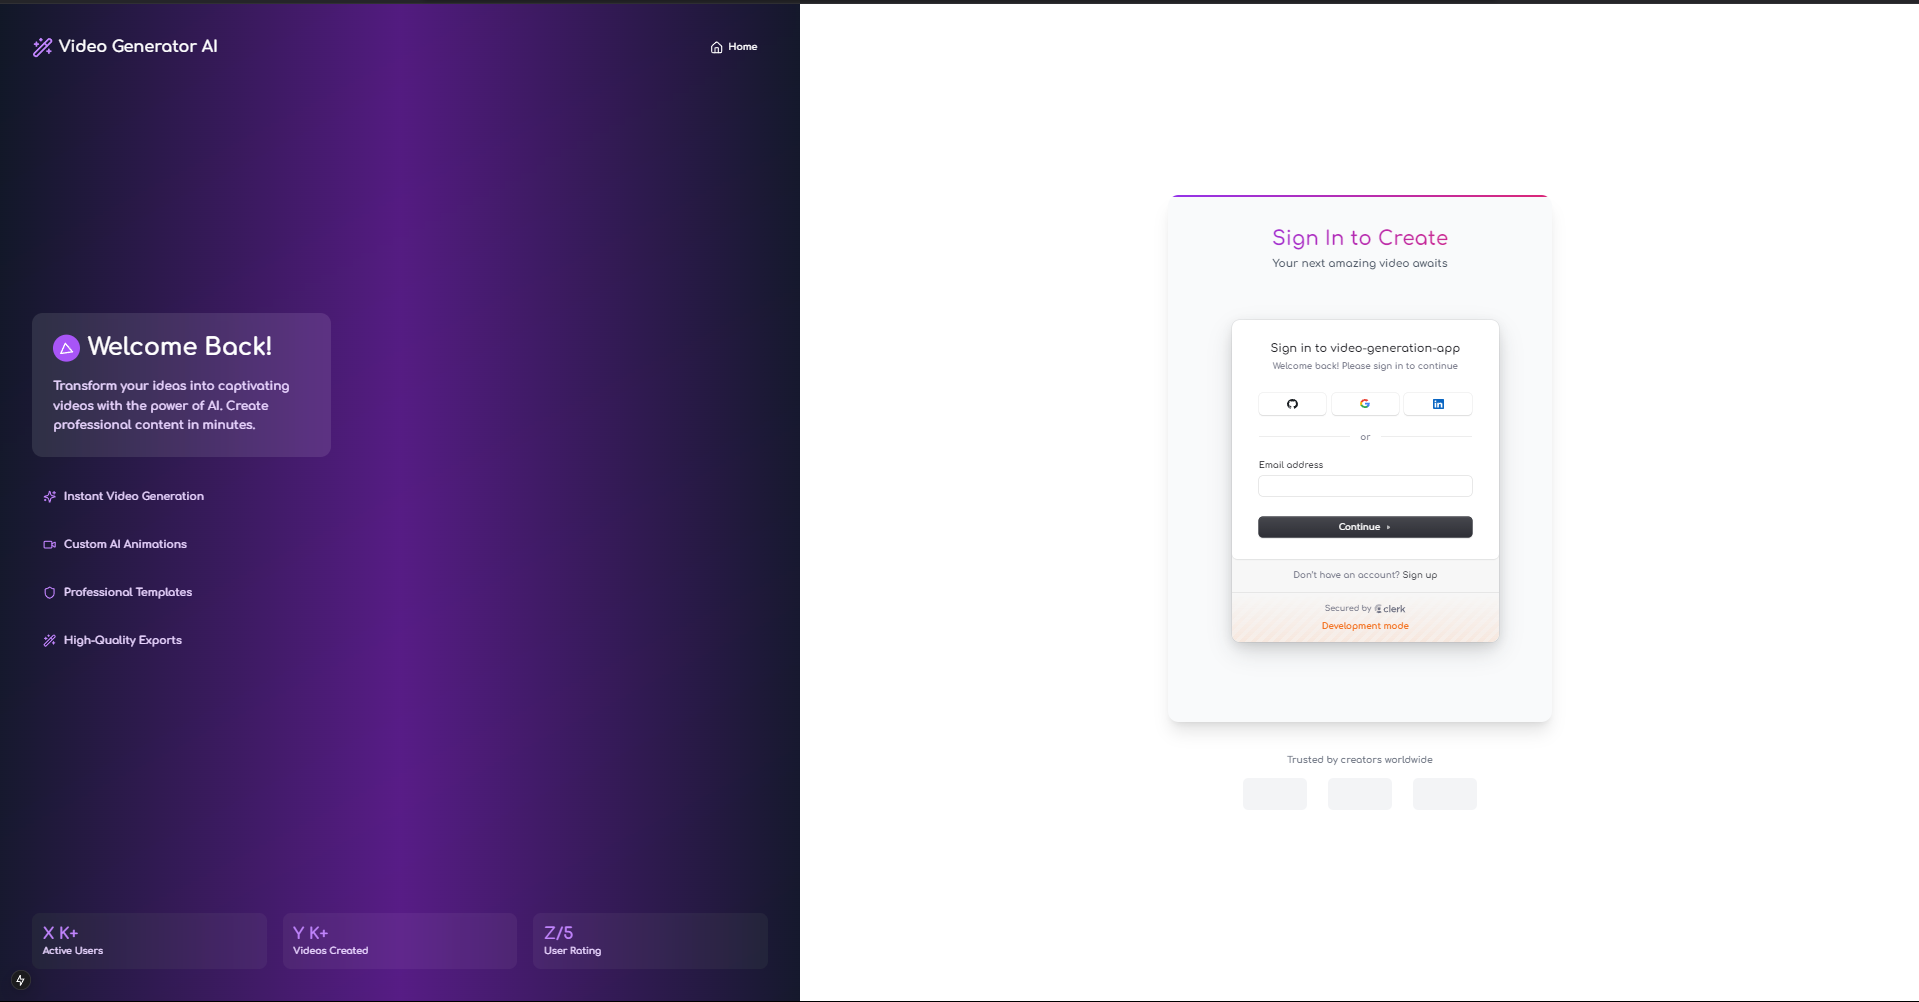 Video Generator AI
Home
Welcome Back!
Transform your ideas into captivating
videos with the power of AI. Create
professional content in minutes.
Instant Video Generation
Custom AI Animations
Professional Templates
High-Quality Exports
X K+
Active Users
Y K+
Videos Created
Z/5
User Rating
Sign In to Create
Your next amazing video awaits
Sign in to video-generation-app
Welcome back! Please sign in to continue
or
Email address
Continue
Don't have an account? Sign up
Secured by clerk
Development mode
Trusted by creators worldwide